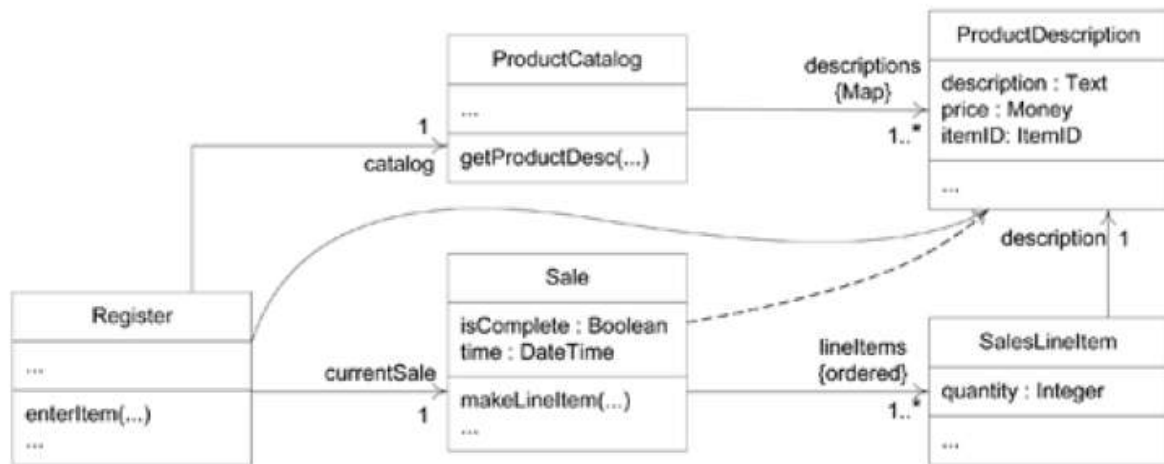 ProductCatalog
...
getProductDesc(...)
1
catalog
descriptions
{Map}
1..*
ProductDescription
description : Text
price : Money
itemID: ItemID
...
Register
...
enterItem(...)
...
currentSale
1
Sale
isComplete : Boolean
time : DateTime
makeLineItem(...)
...
description 1
lineItems
{ordered}
1..*
SalesLineItem
quantity : Integer
...